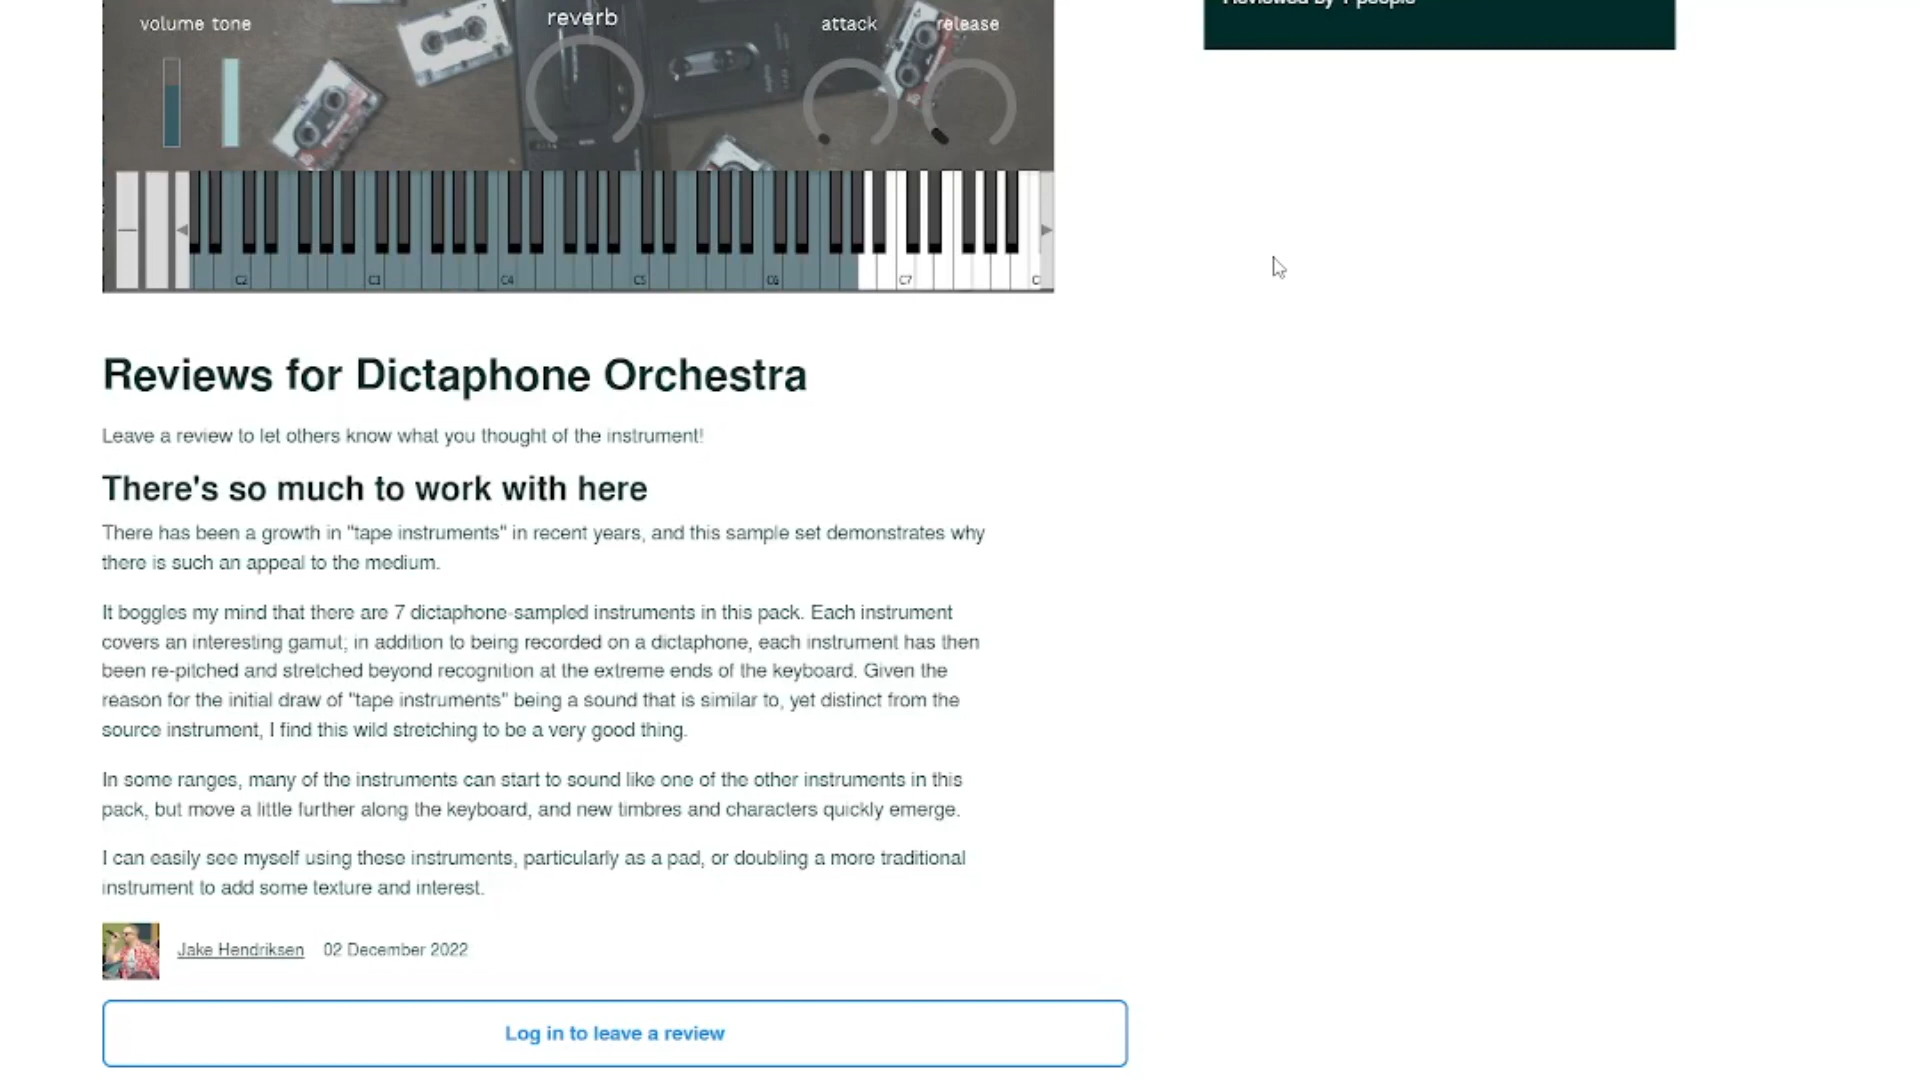 Reviewed by 1 people
volume tone
reverb
attack
release
C2
C3
C4
C5
C6
C7
C
Reviews for Dictaphone Orchestra
Leave a review to let others know what you thought of the instrument!
There's so much to work with here
There has been a growth in "tape instruments" in recent years, and this sample set demonstrates why
there is such an appeal to the medium.
It boggles my mind that there are 7 dictaphone-sampled instruments in this pack. Each instrument
covers an interesting gamut; in addition to being recorded on a dictaphone, each instrument has then
been re-pitched and stretched beyond recognition at the extreme ends of the keyboard. Given the
reason for the initial draw of "tape instruments" being a sound that is similar to, yet distinct from the
source instrument, I find this wild stretching to be a very good thing.
In some ranges, many of the instruments can start to sound like one of the other instruments in this
pack, but move a little further along the keyboard, and new timbres and characters quickly emerge.
I can easily see myself using these instruments, particularly as a pad, or doubling a more traditional
instrument to add some texture and interest.
Jake Hendriksen 02 December 2022
Log in to leave a review